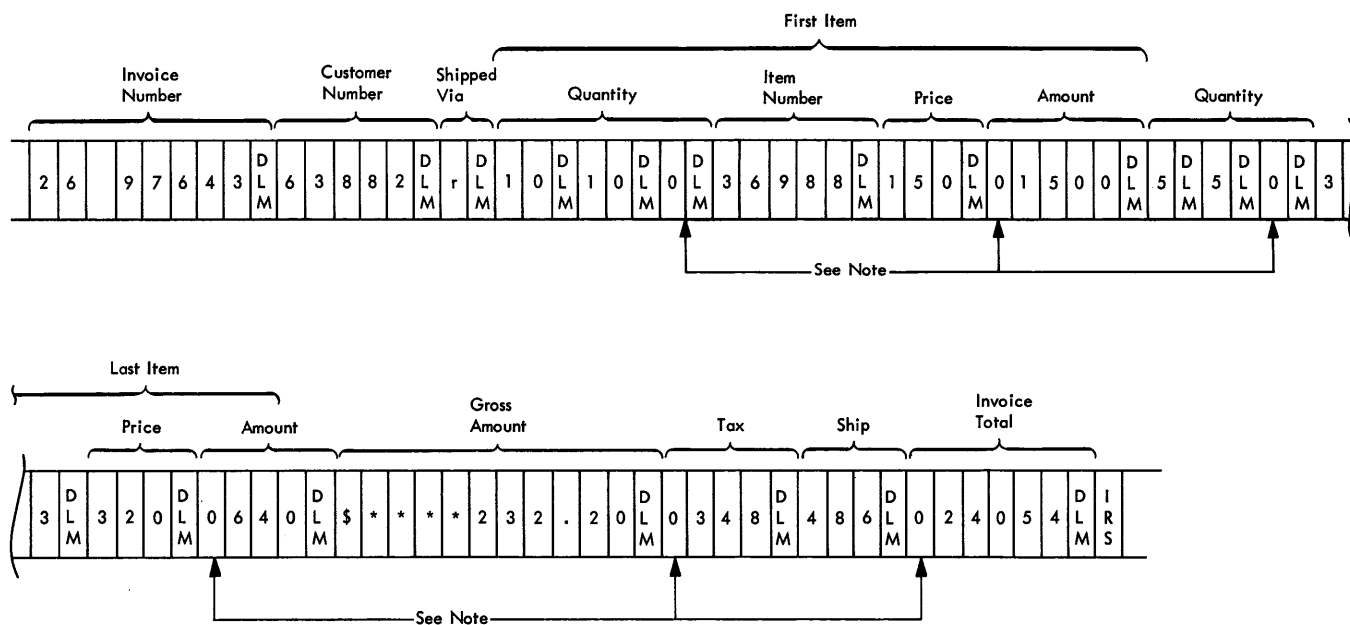 First Item
Invoice Number
Customer Number
Shipped Via
Quantity
Item Number
Price
Amount
Quantity
2 6 9 7 6 4 3 DLM 6 3 8 8 2 DLM r DLM 1 0 DLM 1 0 DLM 0 DLM 3 6 9 8 8 DLM 1 5 0 DLM 0 1 5 0 0 DLM 5 DLM 5 DLM 0 DLM 3
See Note
Last Item
Price
Amount
Gross Amount
Tax
Ship
Invoice Total
3 DLM 3 2 0 DLM 0 6 4 0 DLM $ * * * * 2 3 2 . 2 0 DLM 0 3 4 8 DLM 4 8 6 DLM 0 2 4 0 5 4 DLM IRS
See Note